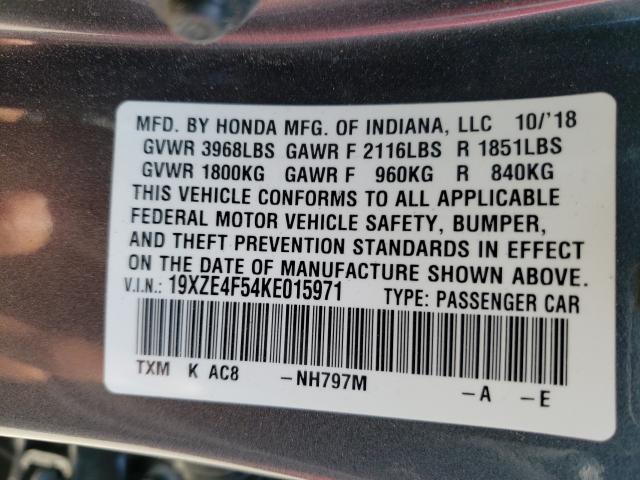 MFD. BY HONDA MFG. OF INDIANA, LLC 10/'18
GVWR 3968LBS GAWR F 2116LBS R 1851LBS
GVWR 1800KG GAWR F 960KG R 840KG
THIS VEHICLE CONFORMS TO ALL APPLICABLE
FEDERAL MOTOR VEHICLE SAFETY, BUMPER,
AND THEFT PREVENTION STANDARDS IN EFFECT
ON THE DATE OF MANUFACTURE SHOWN ABOVE.
V.I.N.: 19XZE4F54KE015971 TYPE: PASSENGER CAR
TXM K AC8 -NH797M -A -E